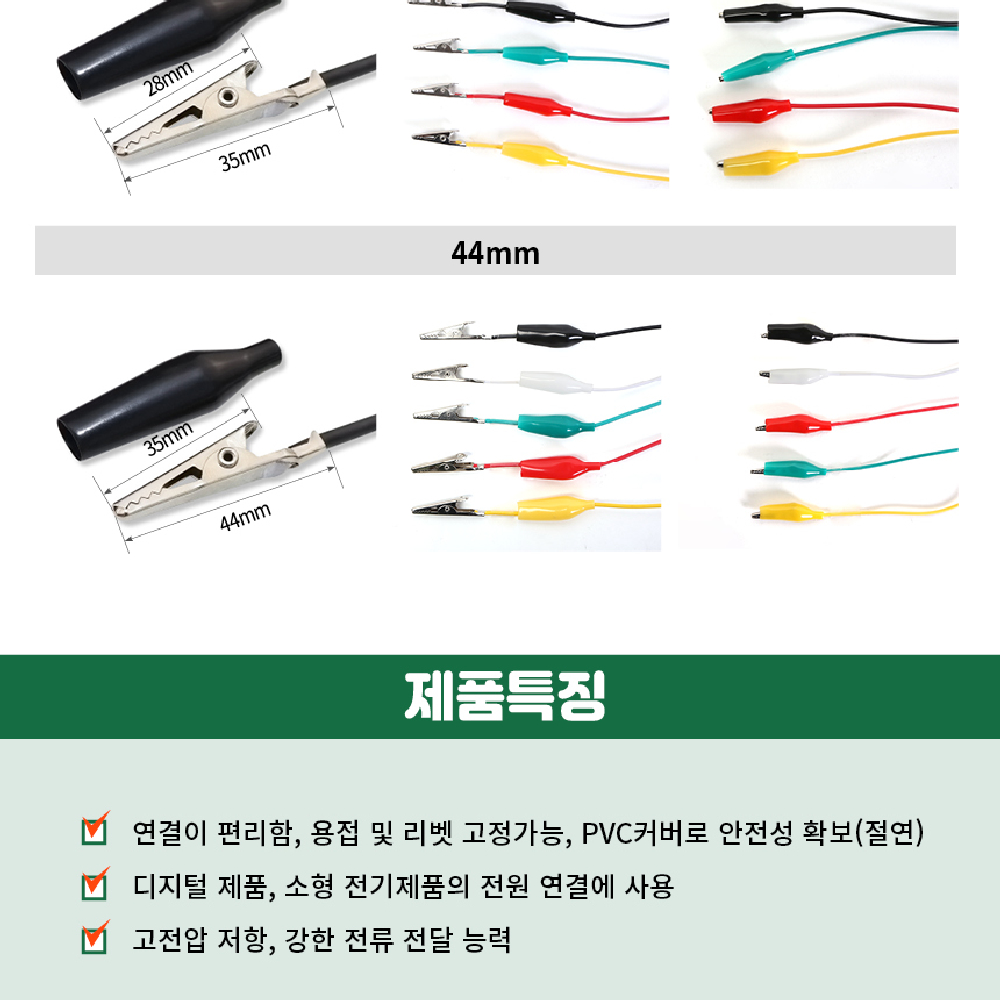 28mm
35mm
44mm
35mm
44mm
제품특징
연결이 편리함, 용접 및 리벳 고정가능, PVC커버로 안전성 확보(절연)
디지털 제품, 소형 전기제품의 전원 연결에 사용
고전압 저항, 강한 전류 전달 능력